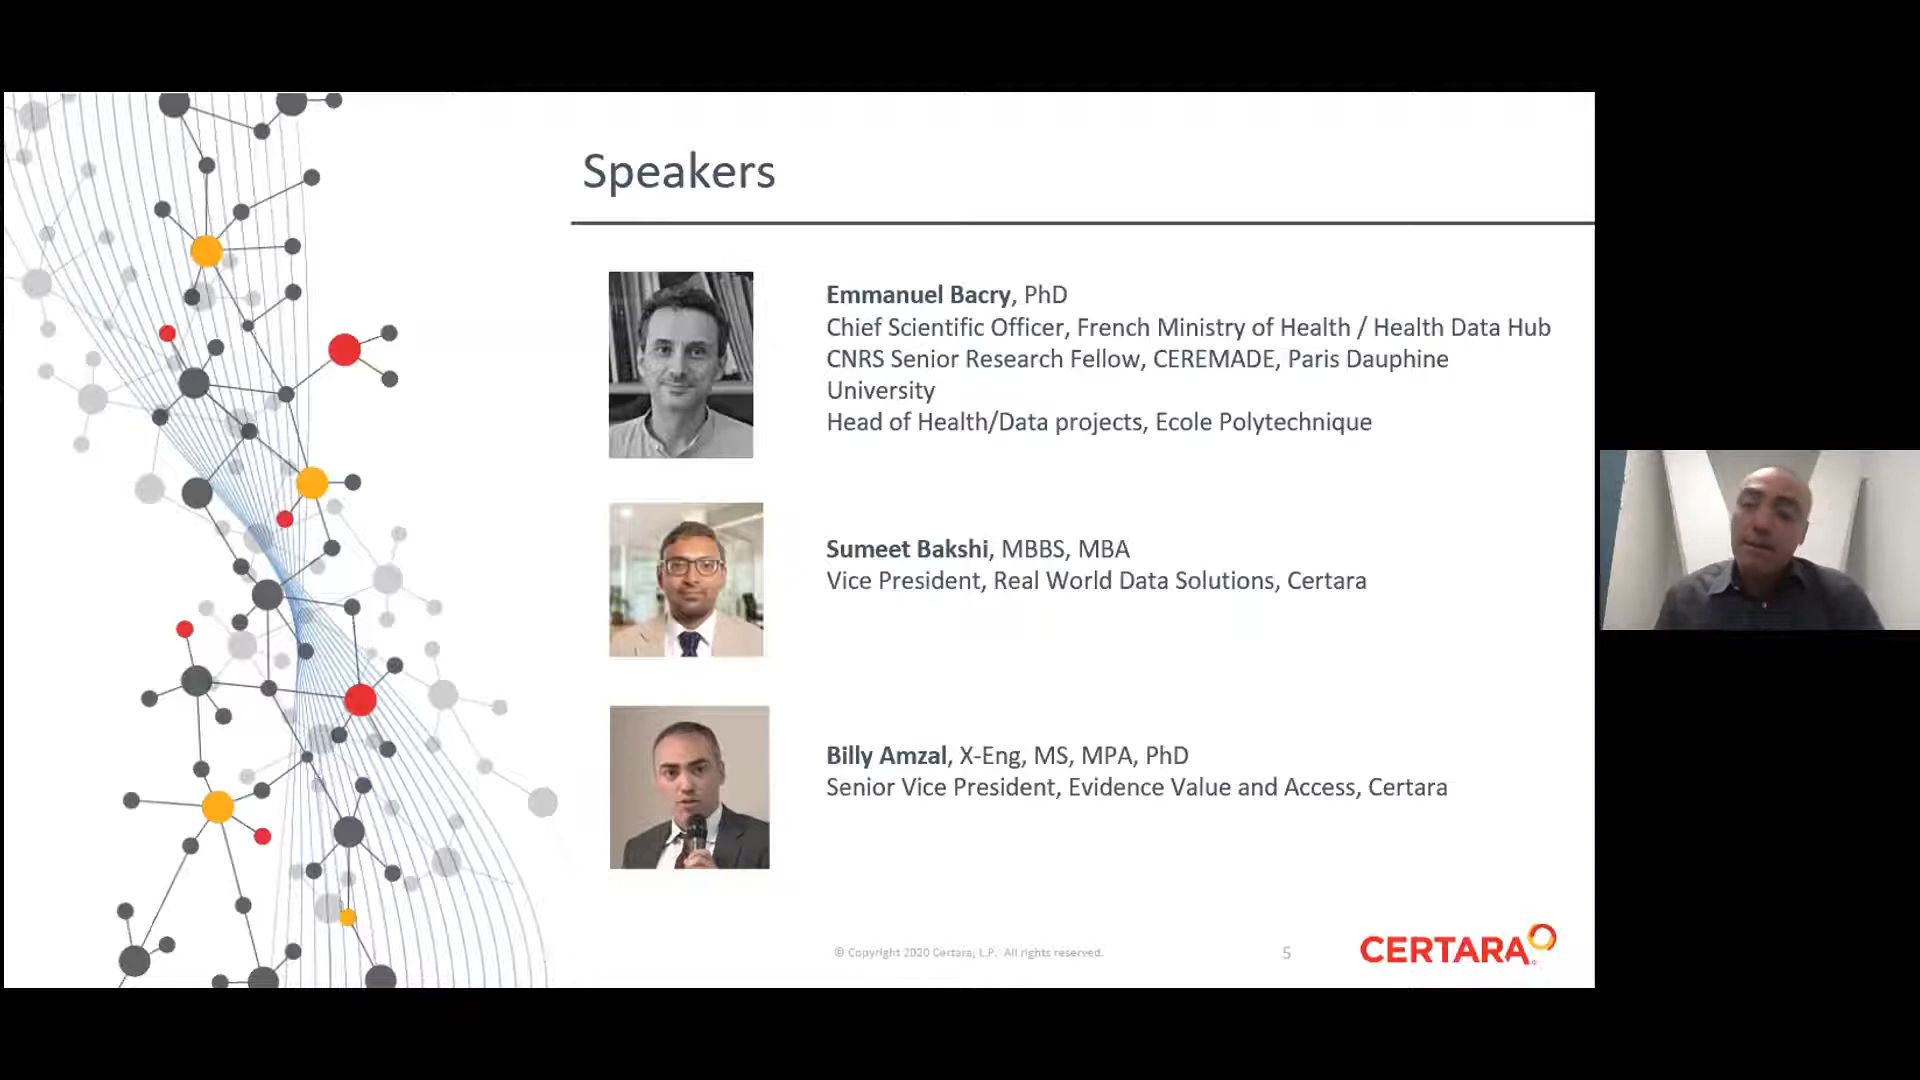 Speakers
Emmanuel Bacry, PhD
Chief Scientific Officer, French Ministry of Health / Health Data Hub
CNRS Senior Research Fellow, CEREMADE, Paris Dauphine
University
Head of Health/Data projects, Ecole Polytechnique
Sumeet Bakshi, MBBS, MBA
Vice President, Real World Data Solutions, Certara
Billy Amzal, X-Eng, MS, MPA, PhD
Senior Vice President, Evidence Value and Access, Certara
© Copyright 2020 Certara, L.P. All rights reserved.
5
CERTARA